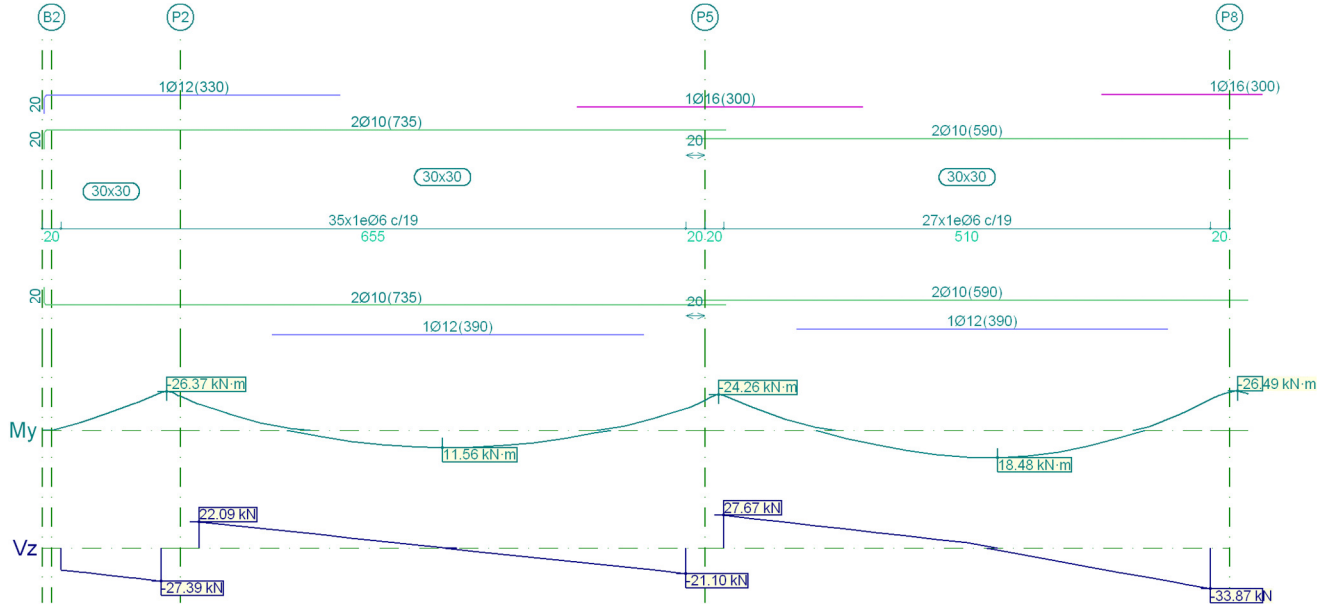 B2 P2 P5 P8
1Ø12(330)
1Ø16(300)
1Ø16(300)
20
2Ø10(735)
20
2Ø10(590)
20
30x30
30x30
30x30
35x1eØ6 c/19
27x1eØ6 c/19
20
655
20
20
510
20
20
2Ø10(735)
2Ø10(590)
20
1Ø12(390)
1Ø12(390)
-26.37 kN·m
-24.26 kN·m
-26.49 kN·m
My
11.56 kN·m
18.48 kN·m
22.09 kN
27.67 kN
Vz
-27.39 kN
-21.10 kN
-33.87 kN